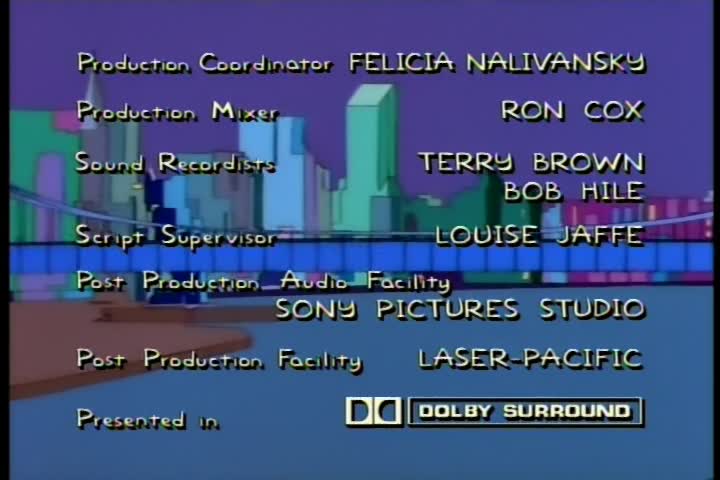 Production Coordinator FELICIA NALIVANSKY
Production Mixer RON COX
Sound Recordists TERRY BROWN
BOB HILE
Script Supervisor LOUISE JAFFE
Post Production Audio Facility
SONY PICTURES STUDIO
Post Production Facility LASER-PACIFIC
Presented in DOLBY SURROUND